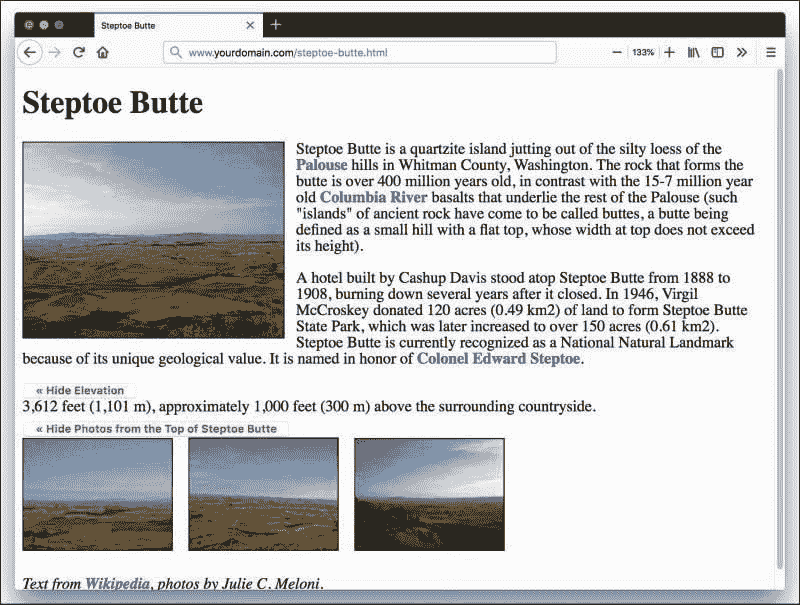 Steptoe Butte
www.yourdomain.com/steptoe-butte.html
133%
Steptoe Butte
Steptoe Butte is a quartzite island jutting out of the silty loess of the
Palouse hills in Whitman County, Washington. The rock that forms the
butte is over 400 million years old, in contrast with the 15-7 million year
old Columbia River basalts that underlie the rest of the Palouse (such
"islands" of ancient rock have come to be called buttes, a butte being
defined as a small hill with a flat top, whose width at top does not exceed
its height).
A hotel built by Cashup Davis stood atop Steptoe Butte from 1888 to
1908, burning down several years after it closed. In 1946, Virgil
McCroskey donated 120 acres (0.49 km2) of land to form Steptoe Butte
State Park, which was later increased to over 150 acres (0.61 km2).
Steptoe Butte is currently recognized as a National Natural Landmark
because of its unique geological value. It is named in honor of Colonel Edward Steptoe.
« Hide Elevation
3,612 feet (1,101 m), approximately 1,000 feet (300 m) above the surrounding countryside.
« Hide Photos from the Top of Steptoe Butte
Text from Wikipedia, photos by Julie C. Meloni.